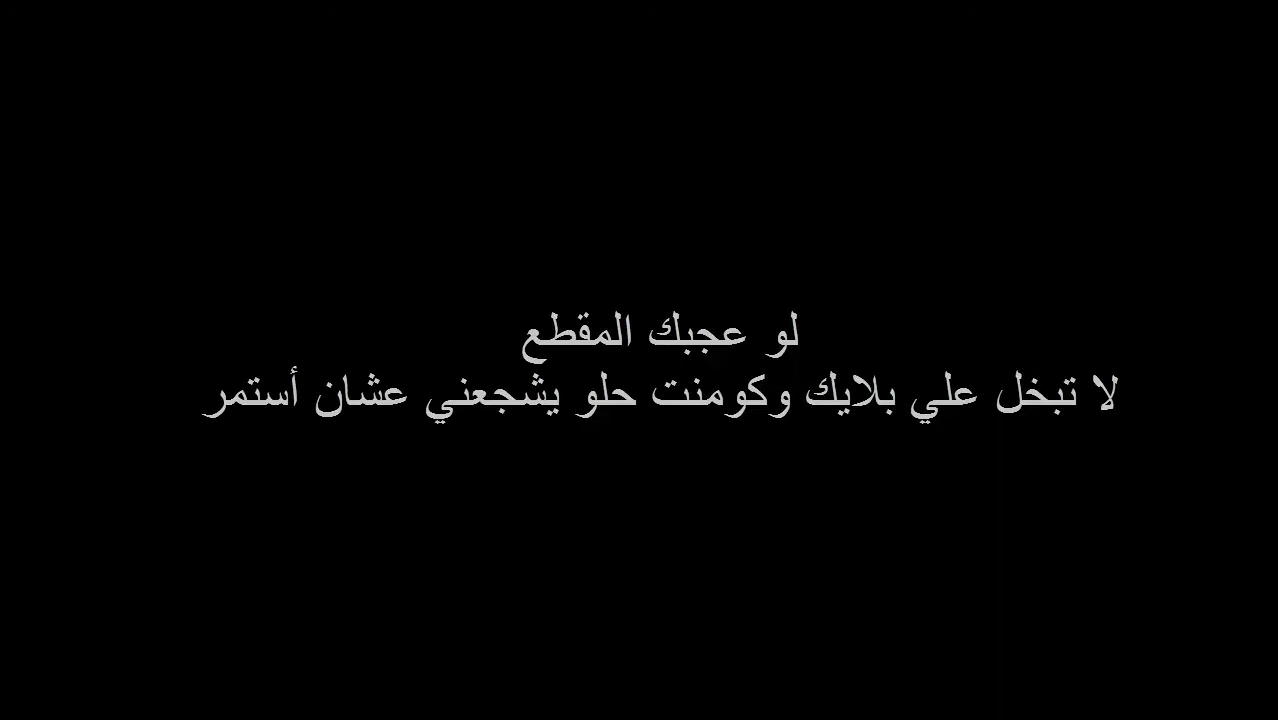 لو عجبك المقطع
لا تبخل علي بلايك وكومنت حلو يشجعني عشان أستمر